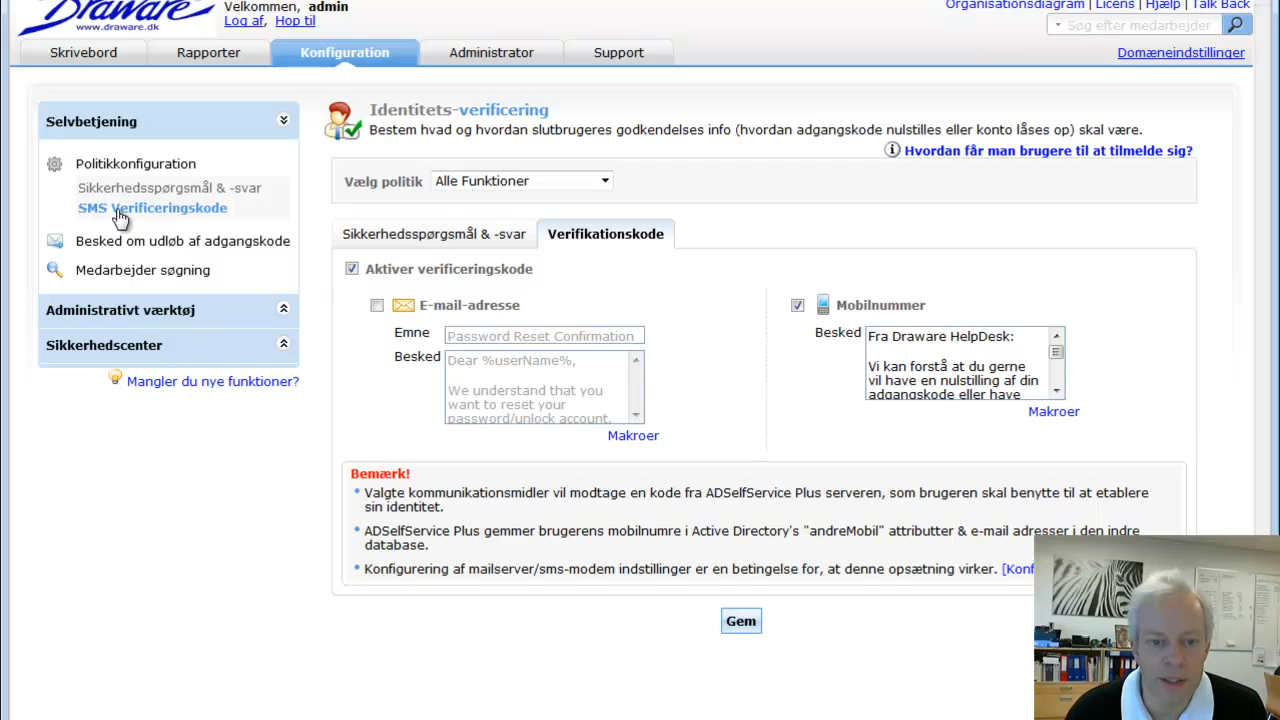 Draware
www.draware.dk
Velkommen, admin
Log af, Hop til
Organisationsdiagram | Licens | Hjælp | Talk Back
Søg efter medarbejder
Skrivebord
Rapporter
Konfiguration
Administrator
Support
Domæneindstillinger
Selvbetjening
Politikkonfiguration
Sikkerhedsspørgsmål & -svar
SMS Verificeringskode
Besked om udløb af adgangskode
Medarbejder søgning
Administrativt værktøj
Sikkerhedscenter
Mangler du nye funktioner?
Identitets-verificering
Bestem hvad og hvordan slutbrugeres godkendelses info (hvordan adgangskode nulstilles eller konto låses op) skal være.
Hvordan får man brugere til at tilmelde sig?
Vælg politik Alle Funktioner
Sikkerhedsspørgsmål & -svar
Verifikationskode
Aktiver verificeringskode
E-mail-adresse
Emne Password Reset Confirmation
Besked Dear %userName%,
We understand that you
want to reset your
password/unlock account.
Makroer
Mobilnummer
Besked Fra Draware HelpDesk:
Vi kan forstå at du gerne
vil have en nulstilling af din
adgangskode eller have
Makroer
Bemærk!
Valgte kommunikationsmidler vil modtage en kode fra ADSelfService Plus serveren, som brugeren skal benytte til at etablere
sin identitet.
ADSelfService Plus gemmer brugerens mobilnumre i Active Directory's "andreMobil" attributter & e-mail adresser i den indre
database.
Konfigurering af mailserver/sms-modem indstillinger er en betingelse for, at denne opsætning virker. [Konf
Gem